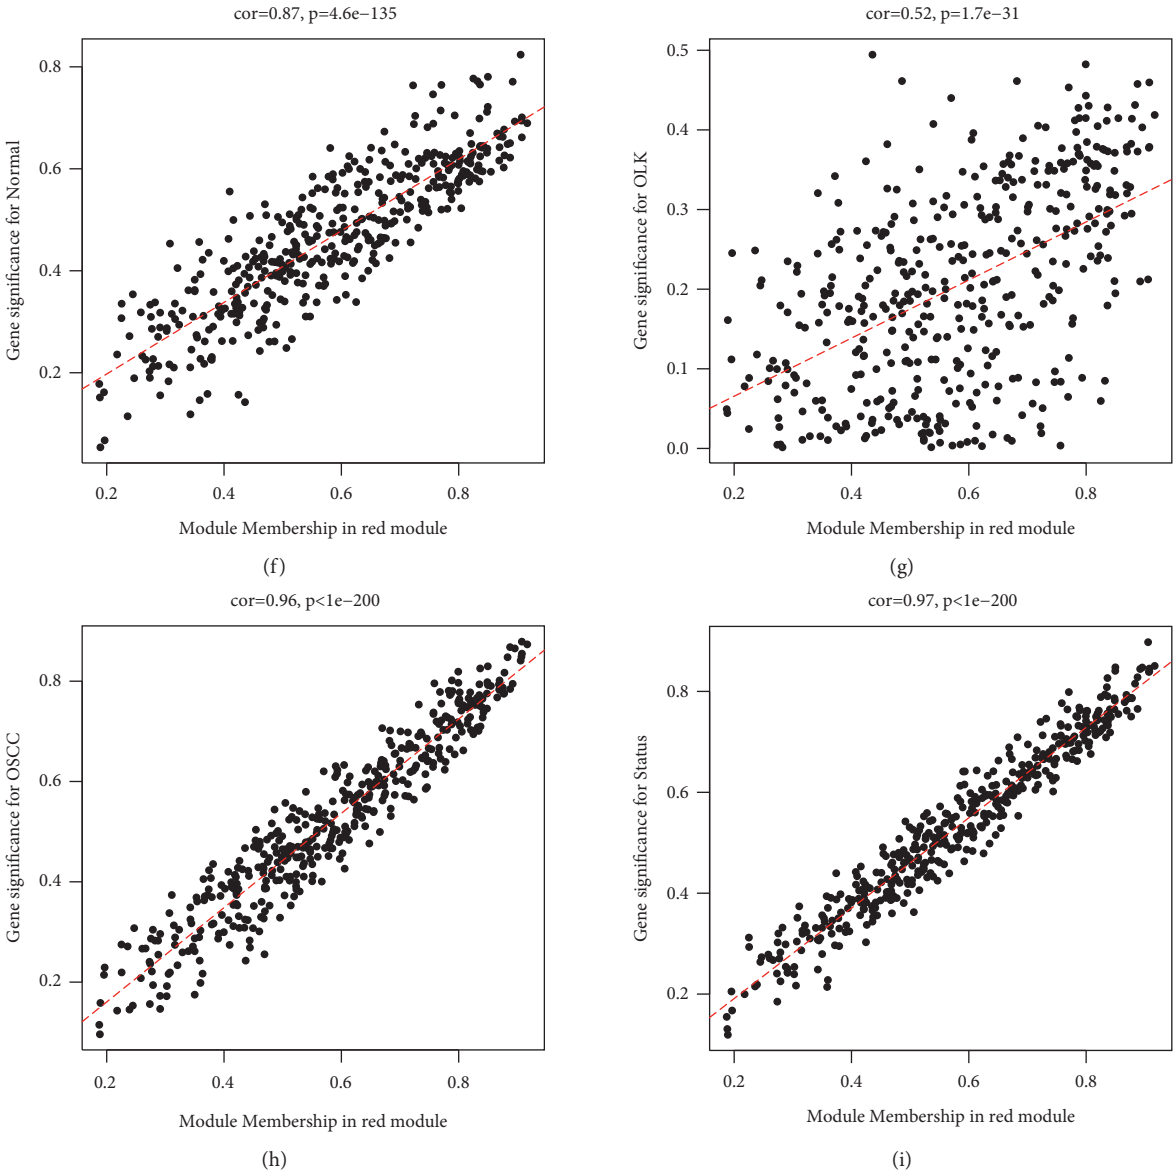 cor=0.87, p=4.6e−135
Gene significance for Normal
0.8
0.6
0.4
0.2
0.2 0.4 0.6 0.8
Module Membership in red module
(f)
cor=0.52, p=1.7e−31
Gene significance for OLK
0.5
0.4
0.3
0.2
0.1
0.0
0.2 0.4 0.6 0.8
Module Membership in red module
(g)
cor=0.96, p<1e−200
Gene significance for OSCC
0.8
0.6
0.4
0.2
0.2 0.4 0.6 0.8
Module Membership in red module
(h)
cor=0.97, p<1e−200
Gene significance for Status
0.8
0.6
0.4
0.2
0.2 0.4 0.6 0.8
Module Membership in red module
(i)